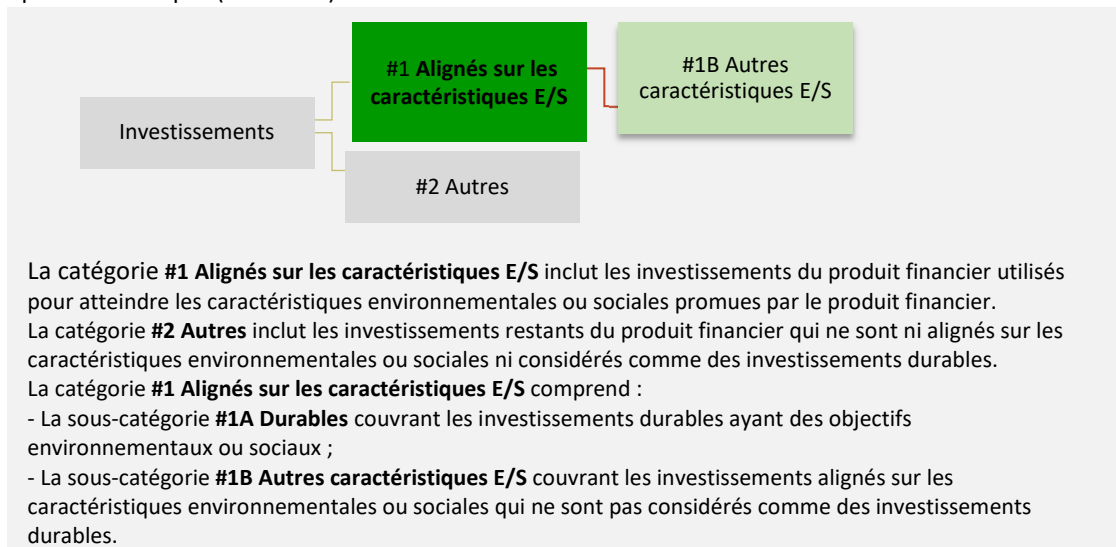 #1 Alignés sur les
caractéristiques E/S
#1B Autres
caractéristiques E/S
Investissements
#2 Autres
La catégorie #1 Alignés sur les caractéristiques E/S inclut les investissements du produit financier utilisés
pour atteindre les caractéristiques environnementales ou sociales promues par le produit financier.
La catégorie #2 Autres inclut les investissements restants du produit financier qui ne sont ni alignés sur les
caractéristiques environnementales ou sociales ni considérés comme des investissements durables.
La catégorie #1 Alignés sur les caractéristiques E/S comprend :
- La sous-catégorie #1A Durables couvrant les investissements durables ayant des objectifs
environnementaux ou sociaux ;
- La sous-catégorie #1B Autres caractéristiques E/S couvrant les investissements alignés sur les
caractéristiques environnementales ou sociales qui ne sont pas considérés comme des investissements
durables.